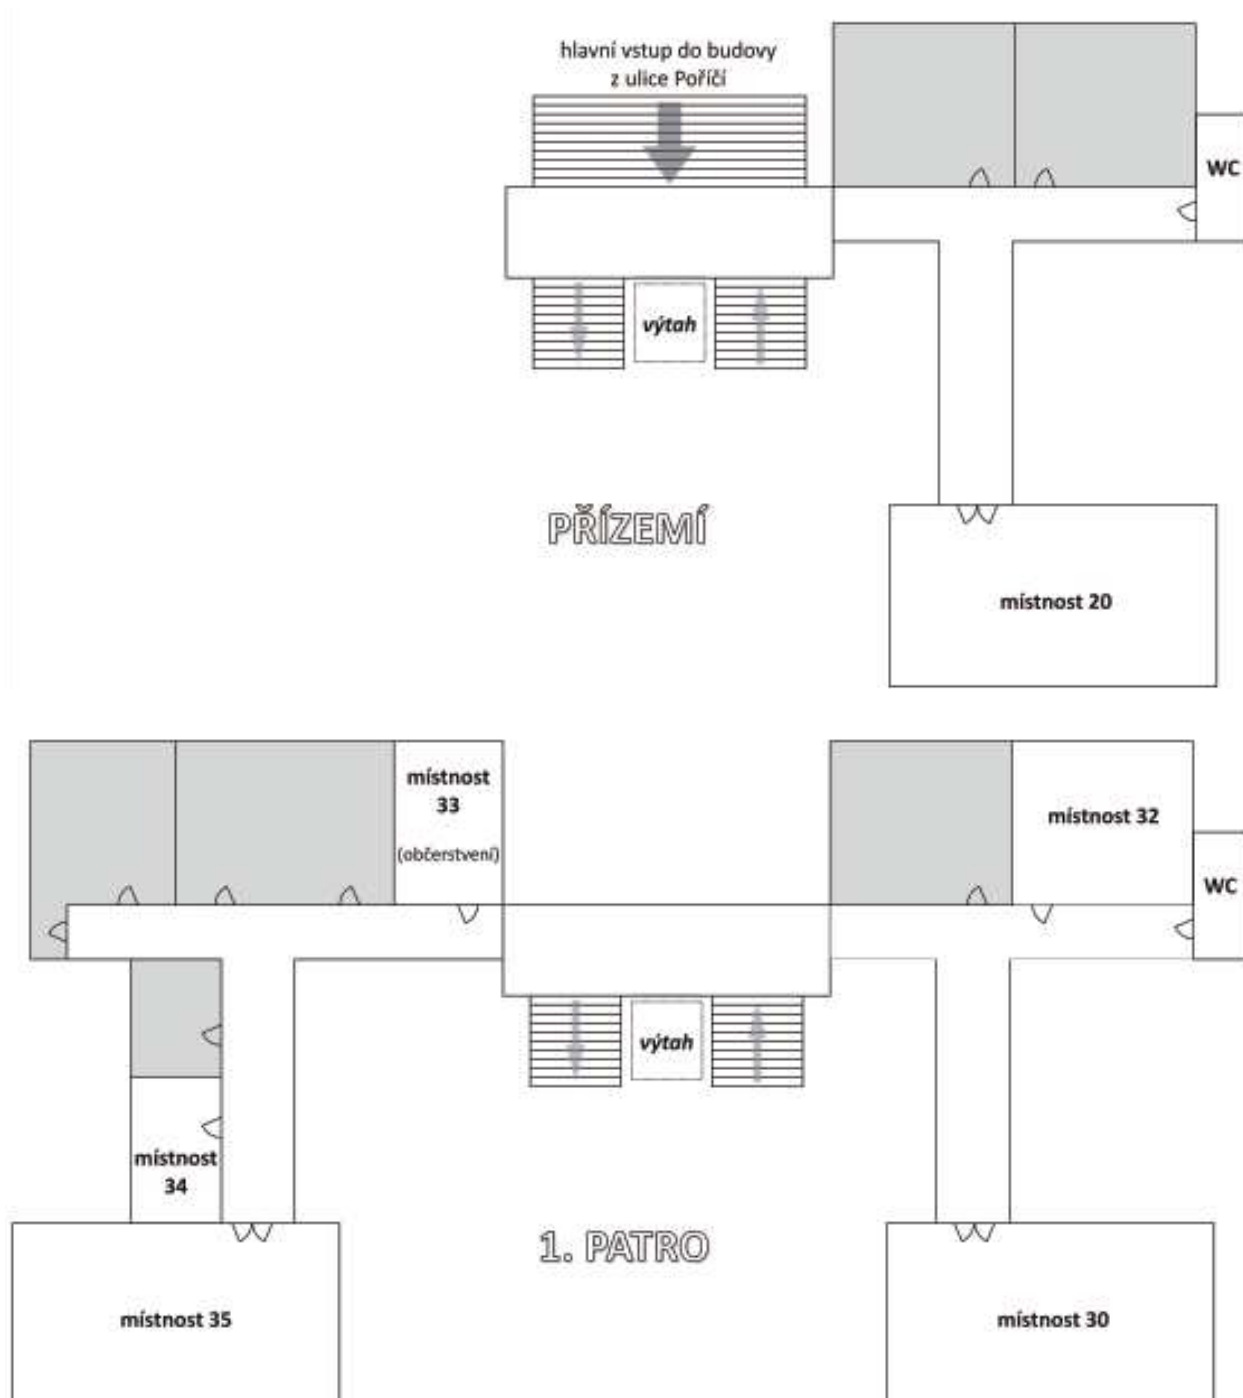 hlavní vstup do budovy
z ulice Poříčí
WC
výtah
PŘÍZEMÍ
místnost 20
místnost
33
(občerstvení)
místnost 32
WC
výtah
místnost
34
1. PATRO
místnost 35
místnost 30